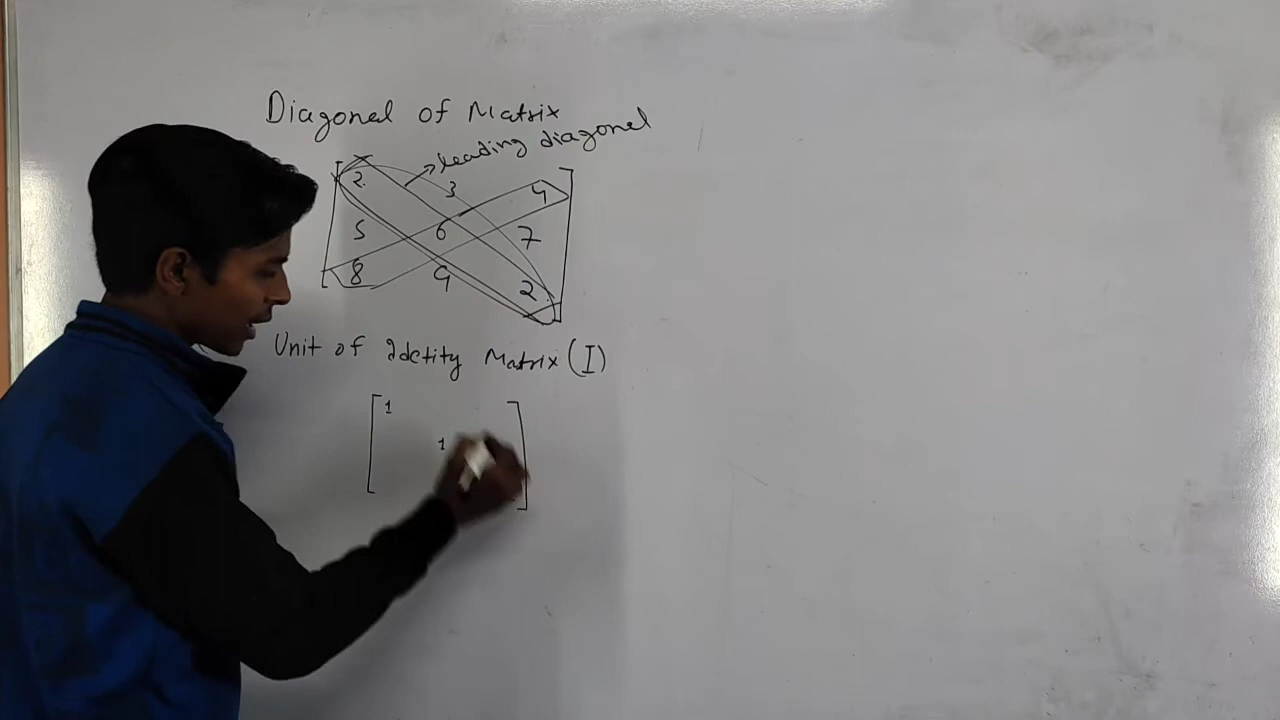 Diagonal of Matrix
leading diagonal
2 3 4
5 6 7
8 9 2
Unit of Idetity Matrix (I)
1
1